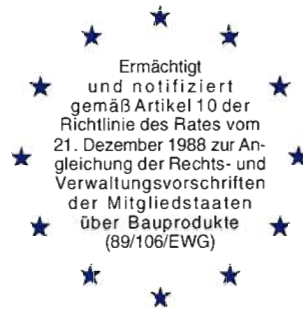 Ermächtigt
und notifiziert
gemäß Artikel 10 der
Richtlinie des Rates vom
21. Dezember 1988 zur An-
gleichung der Rechts- und
Verwaltungsvorschriften
der Mitgliedstaaten
über Bauprodukte
(89/106/EWG)